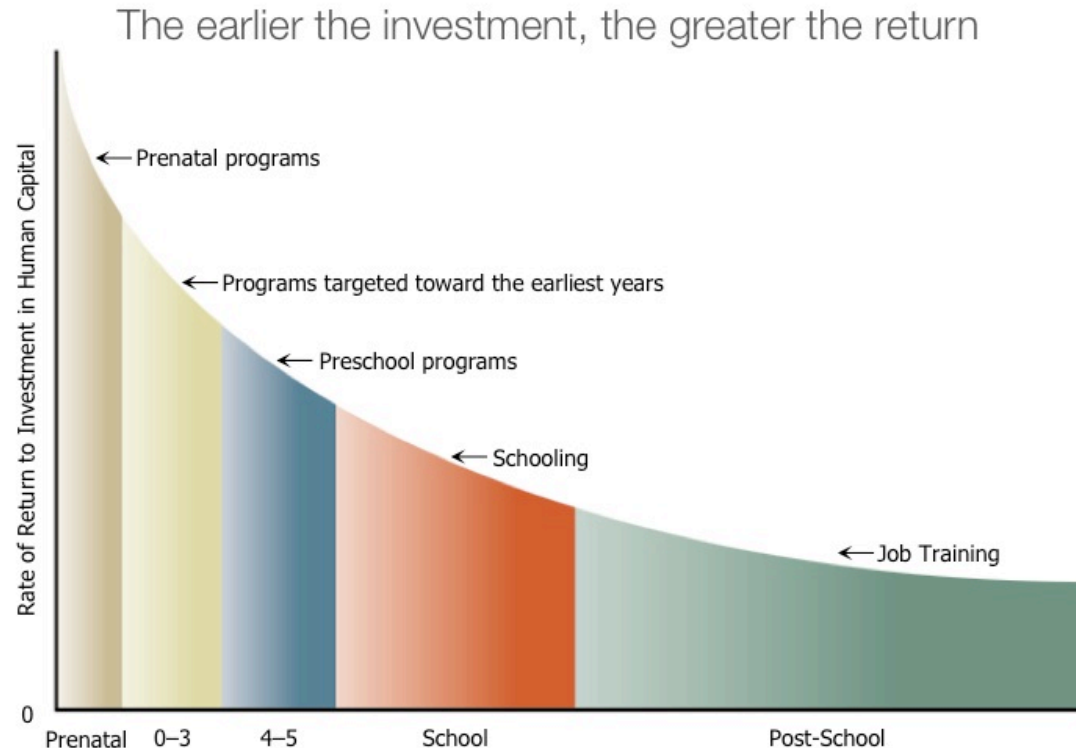 The earlier the investment, the greater the return
Rate of Return to Investment in Human Capital
Prenatal programs
Programs targeted toward the earliest years
Preschool programs
Schooling
Job Training
0
Prenatal
0–3
4–5
School
Post-School